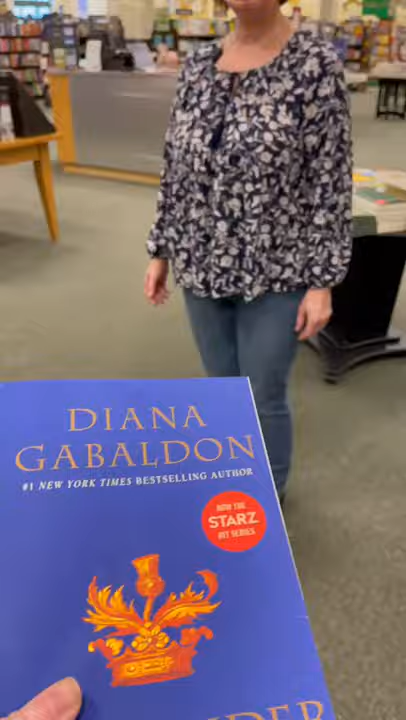 DIANA
GABALDON
#1 NEW YORK TIMES BESTSELLING AUTHOR
NOW THE
STARZ
HIT SERIES